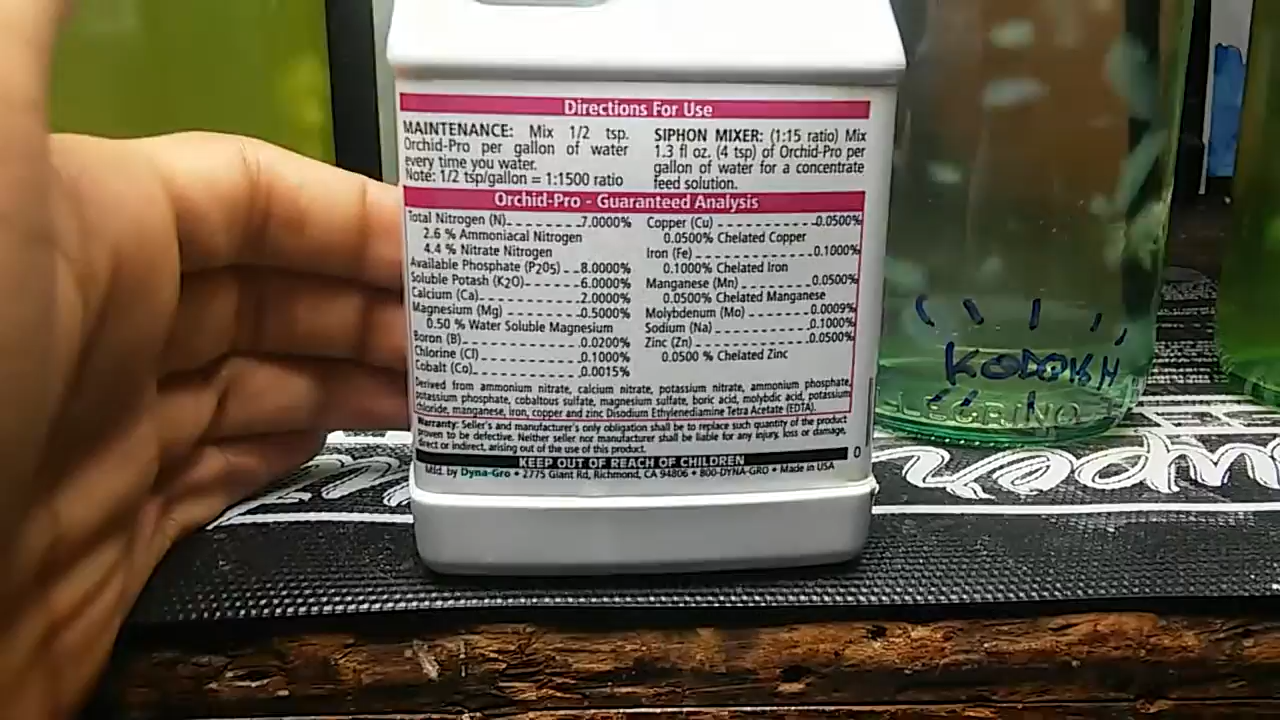 Directions For Use
MAINTENANCE: Mix 1/2 tsp.
Orchid-Pro per gallon of water
every time you water.
Note: 1/2 tsp/gallon = 1:1500 ratio
SIPHON MIXER: (1:15 ratio) Mix
1.3 fl oz. (4 tsp) of Orchid-Pro per
gallon of water for a concentrate
feed solution.
Orchid-Pro - Guaranteed Analysis
Total Nitrogen (N) 7.0000%
2.6 % Ammoniacal Nitrogen
4.4 % Nitrate Nitrogen
Available Phosphate (P2O5) 8.0000%
Soluble Potash (K2O) 6.0000%
Calcium (Ca) 2.0000%
Magnesium (Mg) .5000%
0.50 % Water Soluble Magnesium
Boron (B) .0200%
Chlorine (Cl) .1000%
Cobalt (Co) .0015%
Copper (Cu) 0.0500%
0.0500% Chelated Copper
Iron (Fe) 0.1000%
0.1000% Chelated Iron
Manganese (Mn) 0.0500%
0.0500% Chelated Manganese
Molybdenum (Mo) 0.0009%
Sodium (Na) 0.1000%
Zinc (Zn) 0.0500%
0.0500 % Chelated Zinc
Derived from ammonium nitrate, calcium nitrate, potassium nitrate, ammonium phosphate,
potassium phosphate, cobaltous sulfate, magnesium sulfate, boric acid, molybdic acid, potassium
chloride, manganese, iron, copper and zinc Disodium Ethylenediamine Tetra Acetate (EDTA).
Warranty: Seller's and manufacturer's only obligation shall be to replace such quantity of the product
proven to be defective. Neither seller nor manufacturer shall be liable for any injury, loss or damage,
direct or indirect, arising out of the use of this product.
0
KEEP OUT OF REACH OF CHILDREN
Mfd. by Dyna-Gro • 2775 Giant Rd, Richmond, CA 94806 • 800-DYNA-GRO • Made in USA